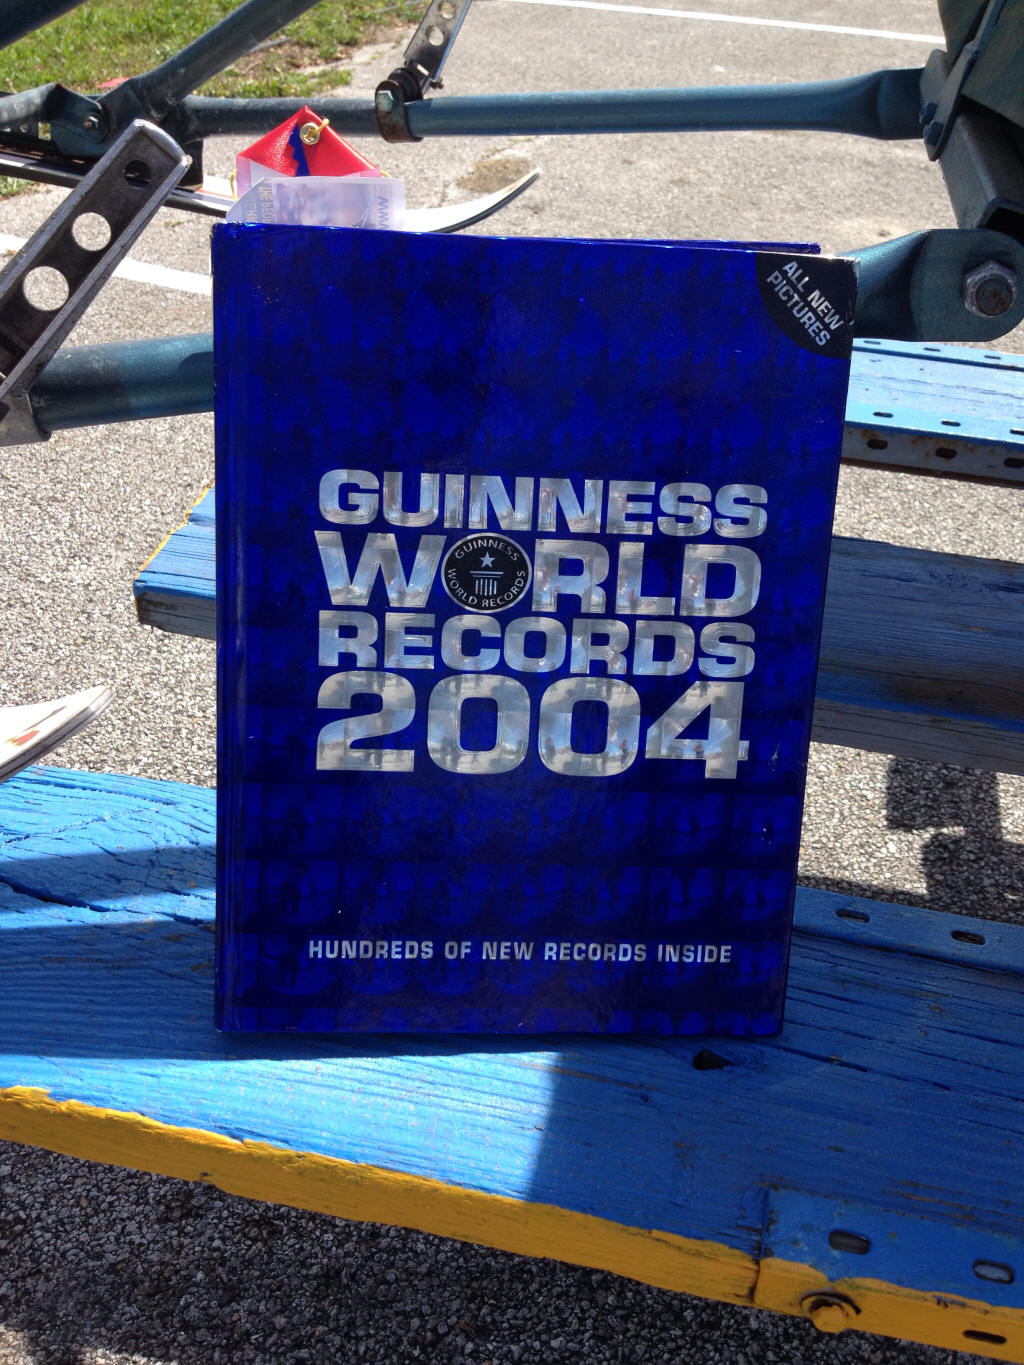 ALL NEW
PICTURES
GUINNESS
WORLD
GUINNESS
WORLD RECORDS
RECORDS
2004
HUNDREDS OF NEW RECORDS INSIDE